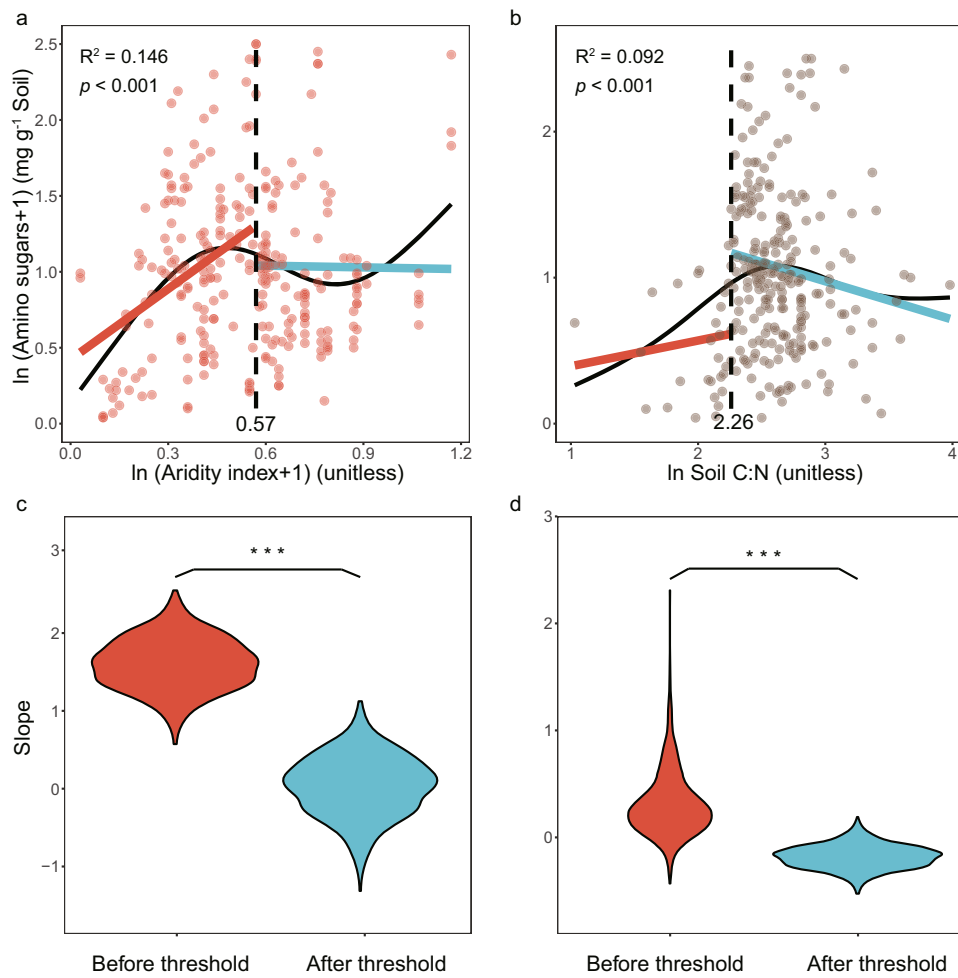 a
R² = 0.146
p < 0.001
ln (Amino sugars+1) (mg g⁻¹ Soil)
2.5
2.0
1.5
1.0
0.5
0.0
0.57
0.0 0.3 0.6 0.9 1.2
ln (Aridity index+1) (unitless)
b
R² = 0.092
p < 0.001
2
1
0
2.26
1 2 3 4
ln Soil C:N (unitless)
c
***
Slope
3
2
1
0
−1
Before threshold After threshold
d
***
3
2
1
0
Before threshold After threshold